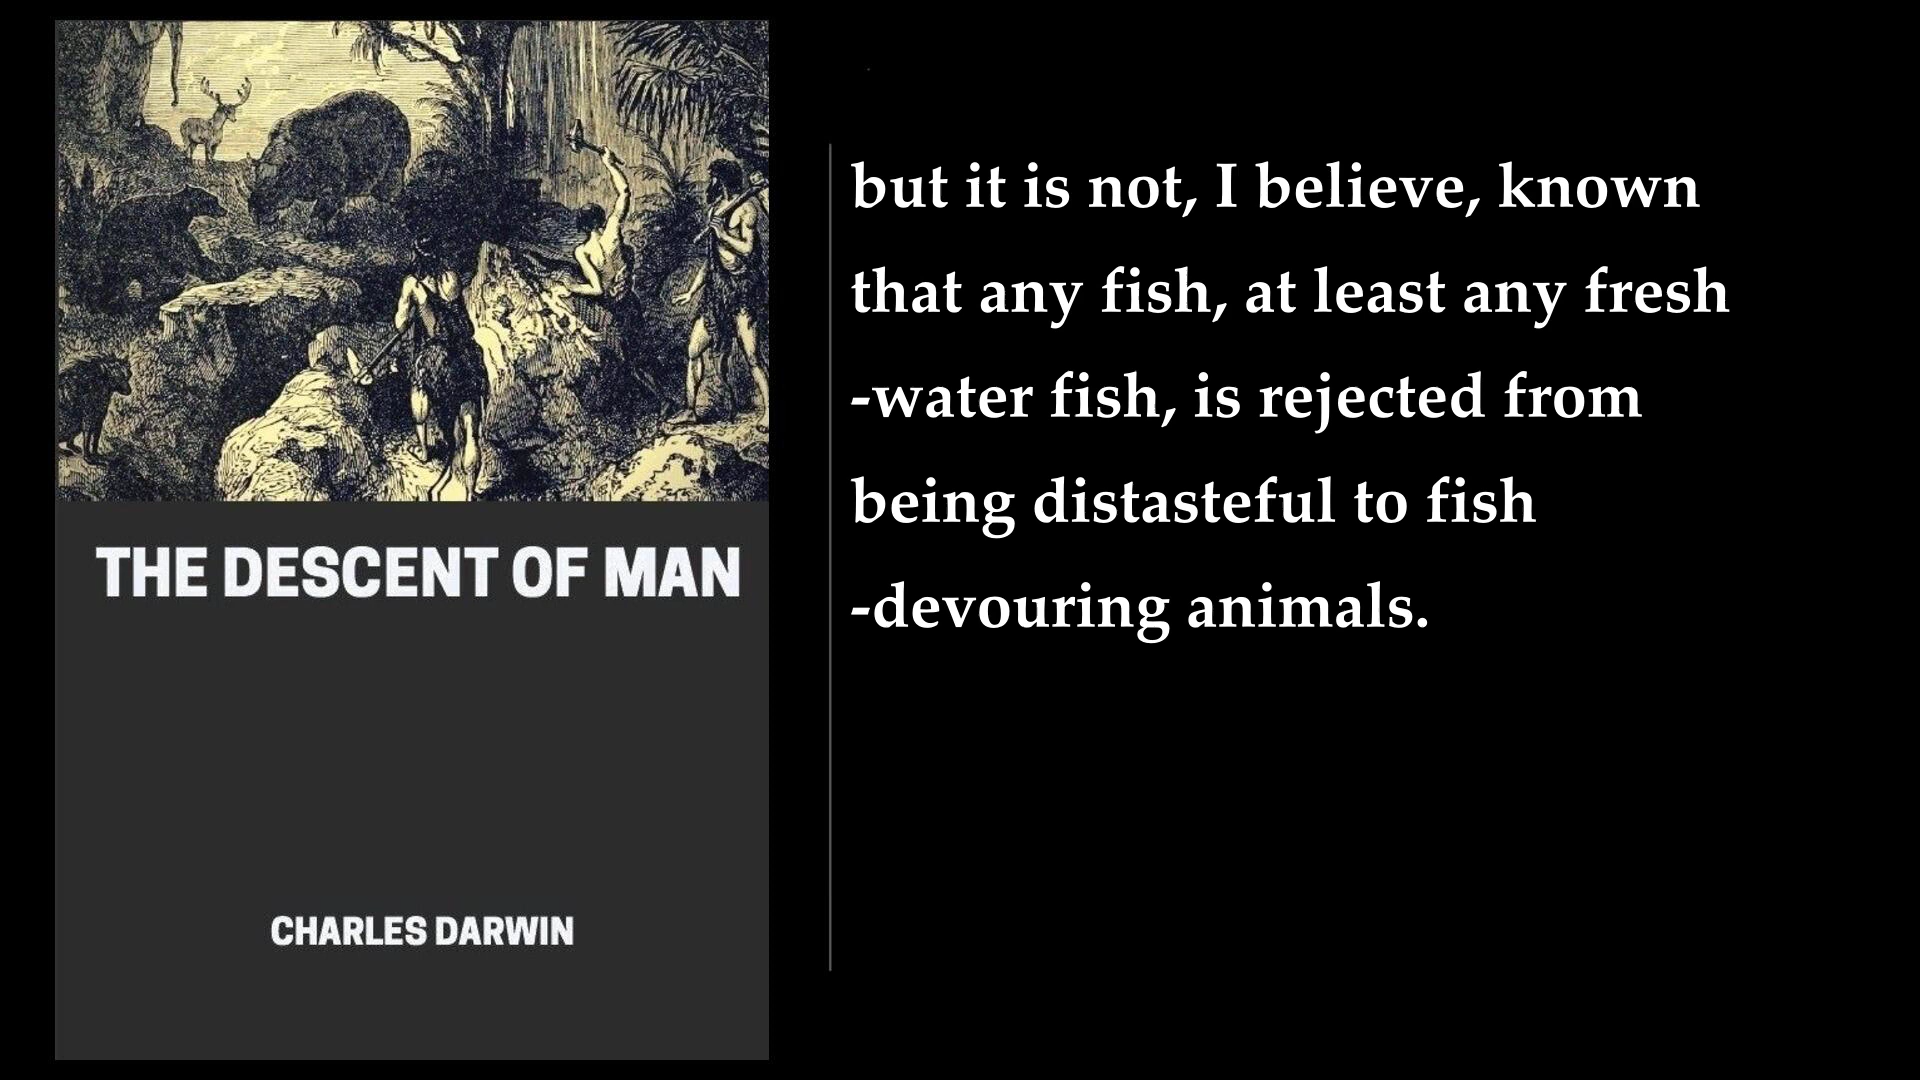 THE DESCENT OF MAN
CHARLES DARWIN
but it is not, I believe, known
that any fish, at least any fresh
-water fish, is rejected from
being distasteful to fish
-devouring animals.